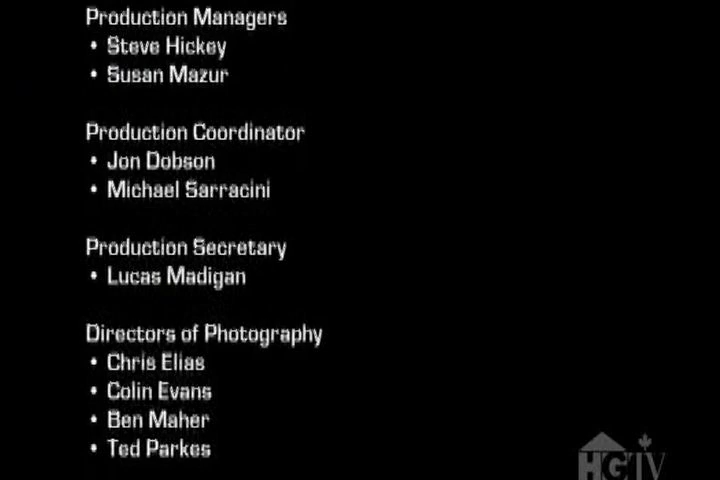 Production Managers
• Steve Hickey
• Susan Mazur
Production Coordinator
• Jon Dobson
• Michael Sarracini
Production Secretary
• Lucas Madigan
Directors of Photography
• Chris Elias
• Colin Evans
• Ben Maher
• Ted Parkes
HGTV